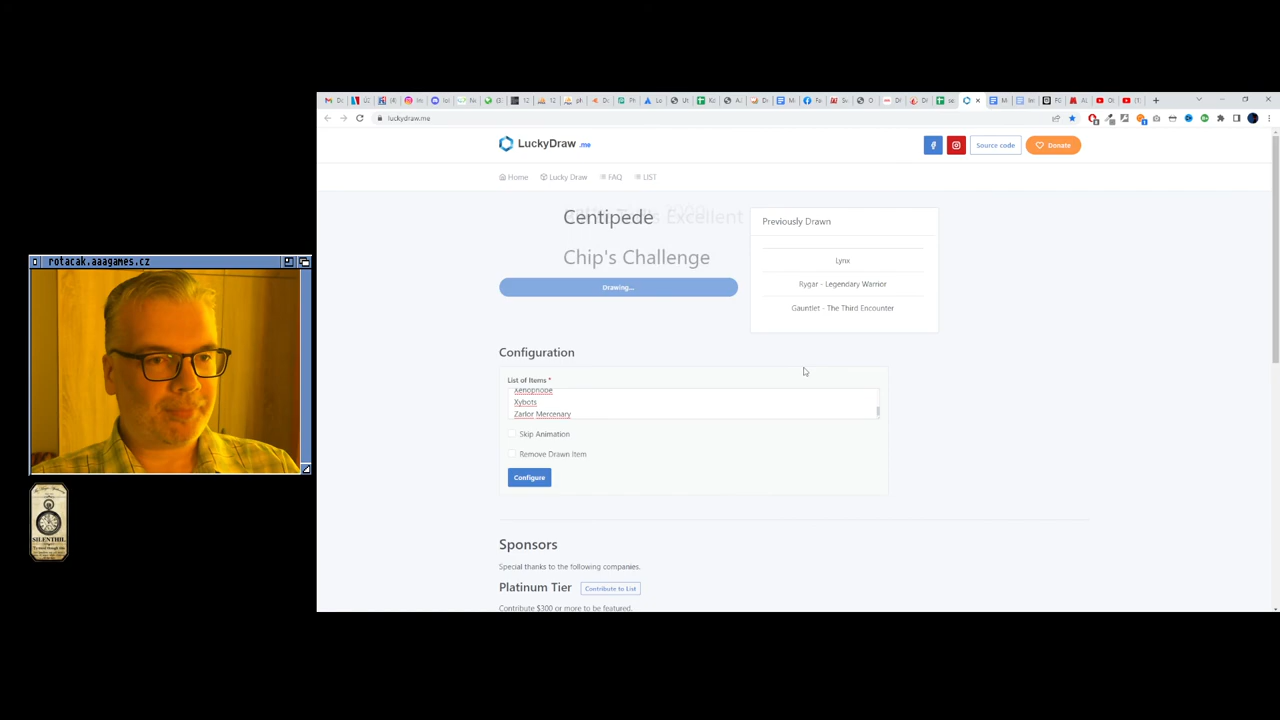 rotacak.aaagames.cz
SILENTHIL
luckydraw.me
LuckyDraw .me
Source code
Donate
Home
Lucky Draw
FAQ
LIST
Centipede
Excellent
Chip's Challenge
Drawing...
Previously Drawn
Lynx
Rygar - Legendary Warrior
Gauntlet - The Third Encounter
Configuration
List of Items *
Xenophobe
Xybots
Zarlor Mercenary
Skip Animation
Remove Drawn Item
Configure
Sponsors
Special thanks to the following companies.
Platinum Tier
Contribute to List
Contribute $300 or more to be featured.